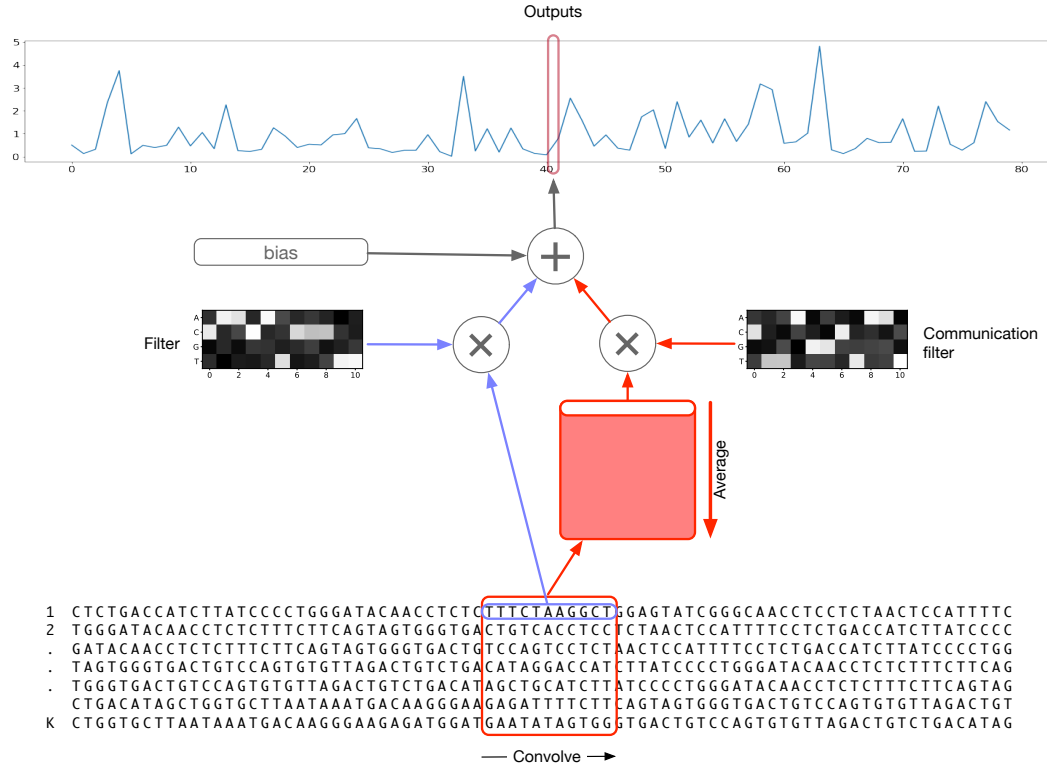 Outputs
5
4
3
2
1
0
0 10 20 30 40 50 60 70 80
bias
+
Filter
A
C
G
T
0 2 4 6 8 10
×
×
A
C
G
T
0 2 4 6 8 10
Communication
filter
Average
1 CTCTGACCATCTTATCCCCTGGGATACAACCTCTCTTTCTAAGGCTGGAGTATCGGGCAACCTCCTCTAACTCCATTTTC
2 TGGGATACAACCTCTCTTTCTTCAGTAGTGGGTGACTGTCACCTCCTCTAACTCCATTTTCCTCTGACCATCTTATCCCC
. GATACAACCTCTCTTTCTTCAGTAGTGGGTGACTGTCCAGTCCTCTAACTCCATTTTCCTCTGACCATCTTATCCCCTGG
. TAGTGGGTGACTGTCCAGTGTGTTAGACTGTCTGACATAGGACCATCTTATCCCCTGGGATACAACCTCTCTTTCTTCAG
. TGGGTGACTGTCCAGTGTGTTAGACTGTCTGACATAGCTGCATCTTATCCCCTGGGATACAACCTCTCTTTCTTCAGTAG
CTGACATAGCTGGTGCTTAATAAATGACAAGGGAAGAGATTTTCTTCAGTAGTGGGTGACTGTCCAGTGTGTTAGACTGT
K CTGGTGCTTAATAAATGACAAGGGAAGAGATGGATGAATATAGTGGGTGACTGTCCAGTGTGTTAGACTGTCTGACATAG
Convolve